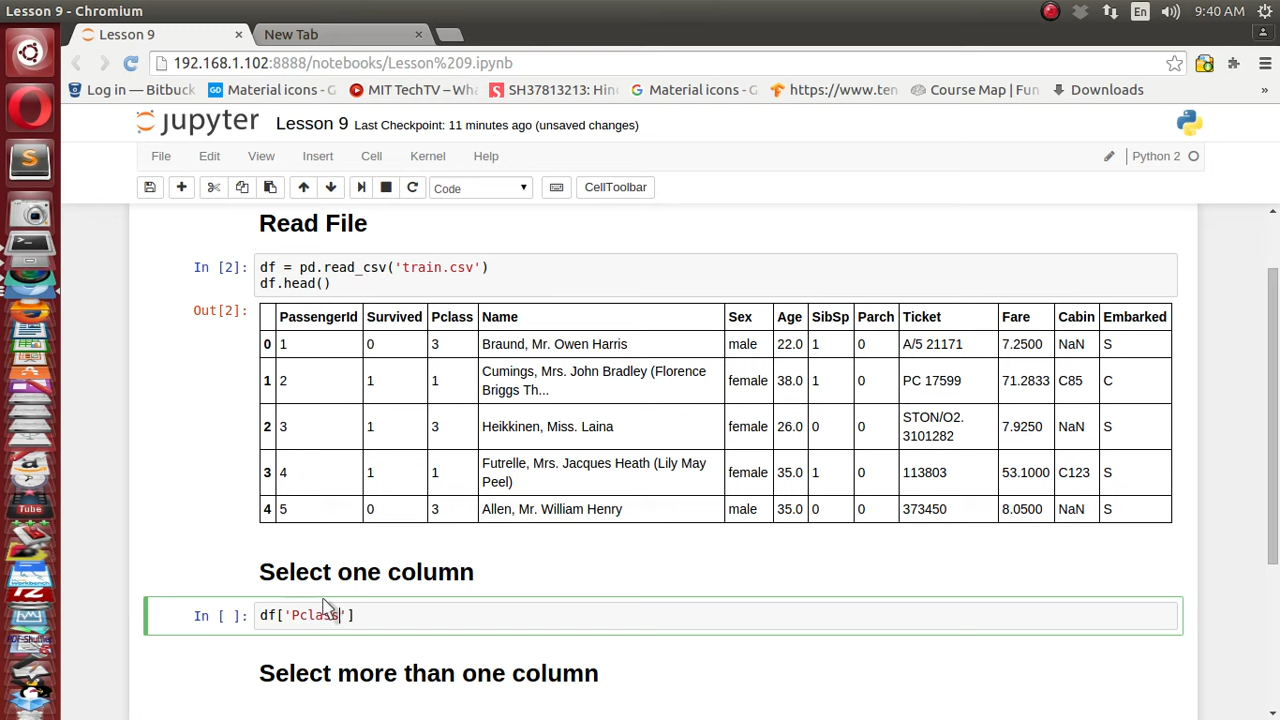 Lesson 9 - Chromium
En
9:40 AM
Lesson 9
New Tab
192.168.1.102:8888/notebooks/Lesson%209.ipynb
Log in — Bitbuck
Material icons - G
MIT TechTV – Wha
SH37813213: Hin
Material icons - G
https://www.ten
Course Map | Fun
Downloads
»
jupyter Lesson 9 Last Checkpoint: 11 minutes ago (unsaved changes)
File Edit View Insert Cell Kernel Help
Python 2
Code
CellToolbar
Read File
In [2]: df = pd.read_csv('train.csv')
df.head()
Out[2]:
PassengerId Survived Pclass Name Sex Age SibSp Parch Ticket Fare Cabin Embarked
0 1 0 3 Braund, Mr. Owen Harris male 22.0 1 0 A/5 21171 7.2500 NaN S
1 2 1 1 Cumings, Mrs. John Bradley (Florence Briggs Th... female 38.0 1 0 PC 17599 71.2833 C85 C
2 3 1 3 Heikkinen, Miss. Laina female 26.0 0 0 STON/O2. 3101282 7.9250 NaN S
3 4 1 1 Futrelle, Mrs. Jacques Heath (Lily May Peel) female 35.0 1 0 113803 53.1000 C123 S
4 5 0 3 Allen, Mr. William Henry male 35.0 0 0 373450 8.0500 NaN S
Select one column
In [ ]: df['Pclass']
Select more than one column